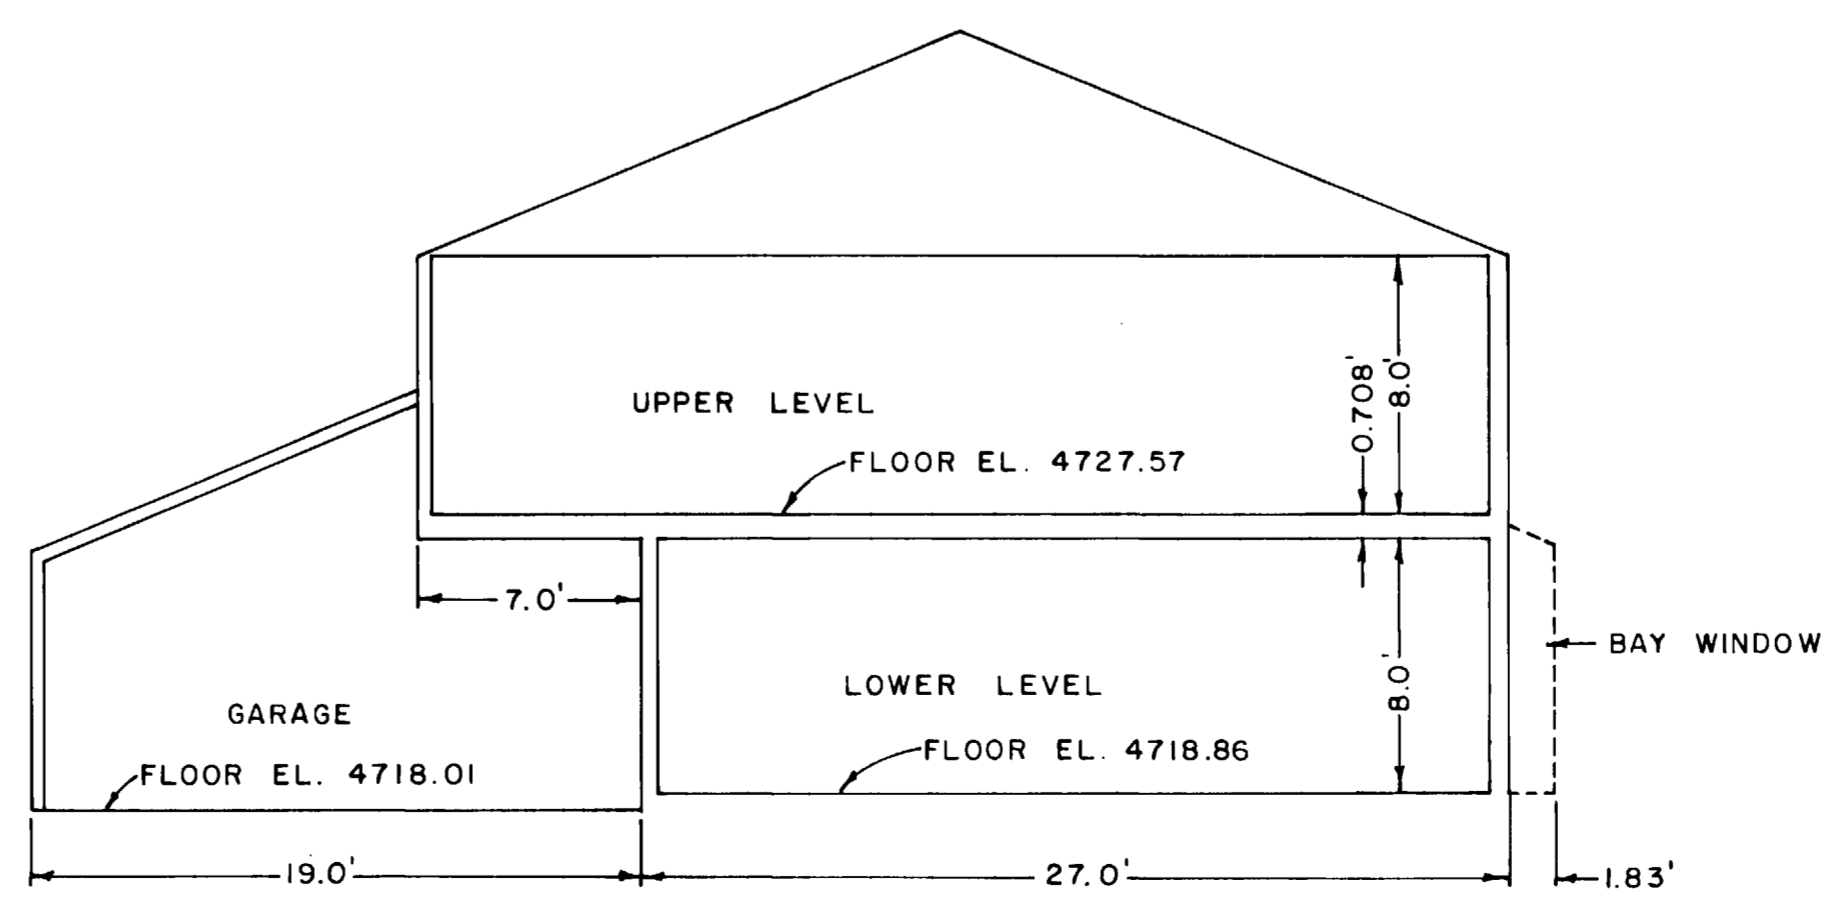 0.708'
8.0'
UPPER LEVEL
FLOOR EL. 4727.57
7.0'
BAY WINDOW
LOWER LEVEL
8.0'
GARAGE
FLOOR EL. 4718.86
FLOOR EL. 4718.01
19.0'
27.0'
1.83'